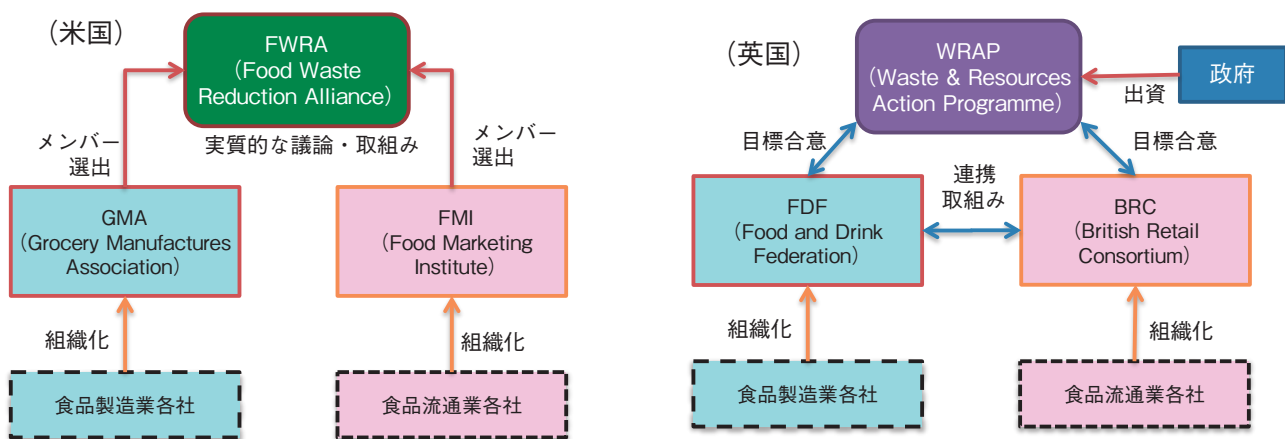 （米国）
FWRA
（Food Waste
Reduction Alliance）
メンバー
選出
実質的な議論・取組み
メンバー
選出
GMA
（Grocery Manufactures
Association）
FMI
（Food Marketing
Institute）
組織化
組織化
食品製造業各社
食品流通業各社
（英国）
WRAP
（Waste & Resources
Action Programme）
政府
出資
目標合意
目標合意
連携
取組み
FDF
（Food and Drink
Federation）
BRC
（British Retail
Consortium）
組織化
組織化
食品製造業各社
食品流通業各社